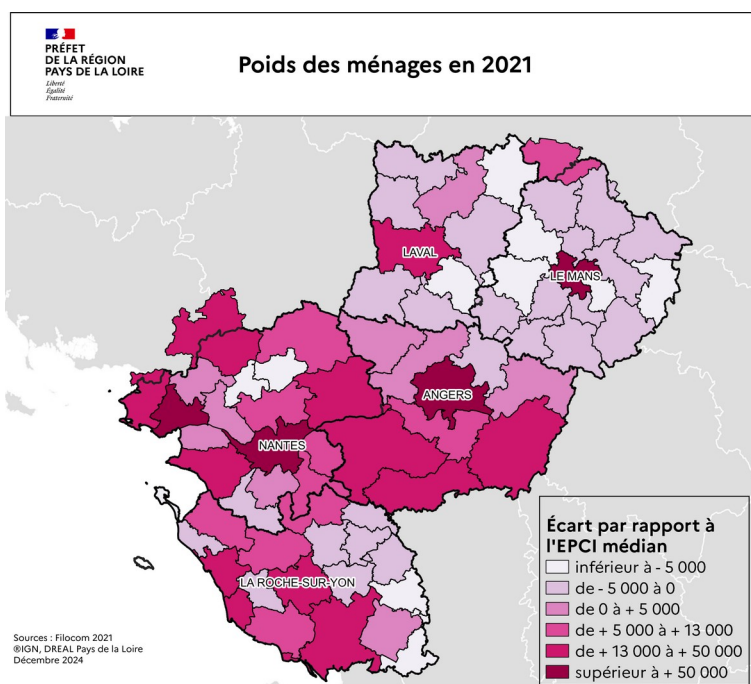 PRÉFET
DE LA RÉGION
PAYS DE LA LOIRE
Liberté
Égalité
Fraternité
Poids des ménages en 2021
LAVAL
LE MANS
ANGERS
NANTES
LA ROCHE-SUR-YON
Écart par rapport à
l'EPCI médian
inférieur à - 5 000
de - 5 000 à 0
de 0 à + 5 000
de + 5 000 à + 13 000
de + 13 000 à + 50 000
supérieur à + 50 000
Sources : Filocom 2021
®IGN, DREAL Pays de la Loire
Décembre 2024